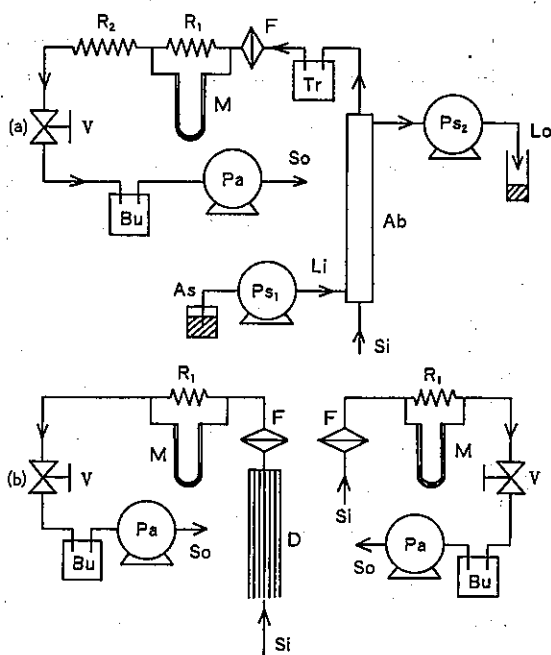 R₂ R₁ F
Tr
M
(a) V
Ps₂
Lo
So
Pa
Bu
Ab
Li
As
Ps₁
Si
R₁ R₁
F F
M M
(b) V V
Si
Pa D Pa
So So
Bu Bu
Si